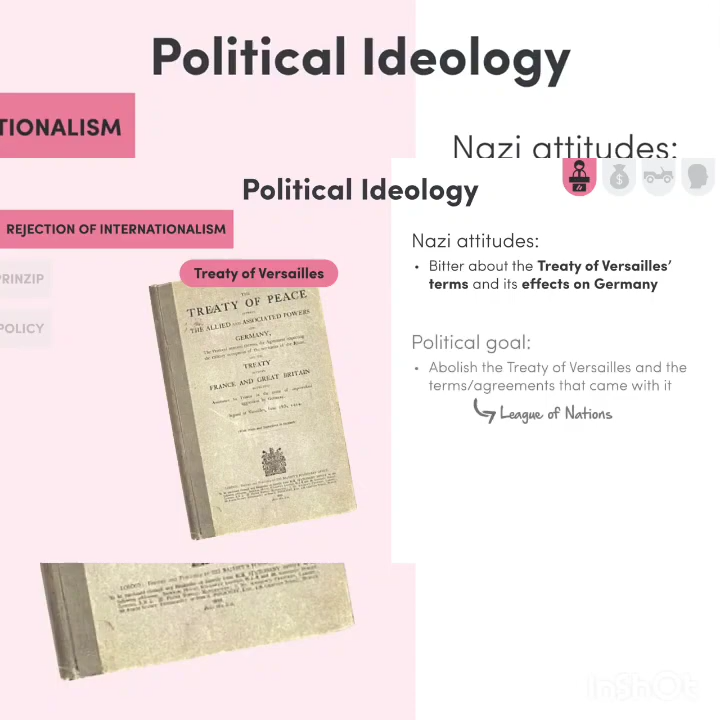 Political Ideology
TIONALISM
Nazi attitudes:
Political Ideology
REJECTION OF INTERNATIONALISM
Nazi attitudes:
Treaty of Versailles
• Bitter about the Treaty of Versailles'
terms and its effects on Germany
PRINZIP
POLICY
THE
TREATY OF PEACE
THE ALLIED AND ASSOCIATED POWERS
GERMANY,
TREATY
FRANCE AND GREAT BRITAIN
Political goal:
• Abolish the Treaty of Versailles and the
terms/agreements that came with it
League of Nations
InShOt